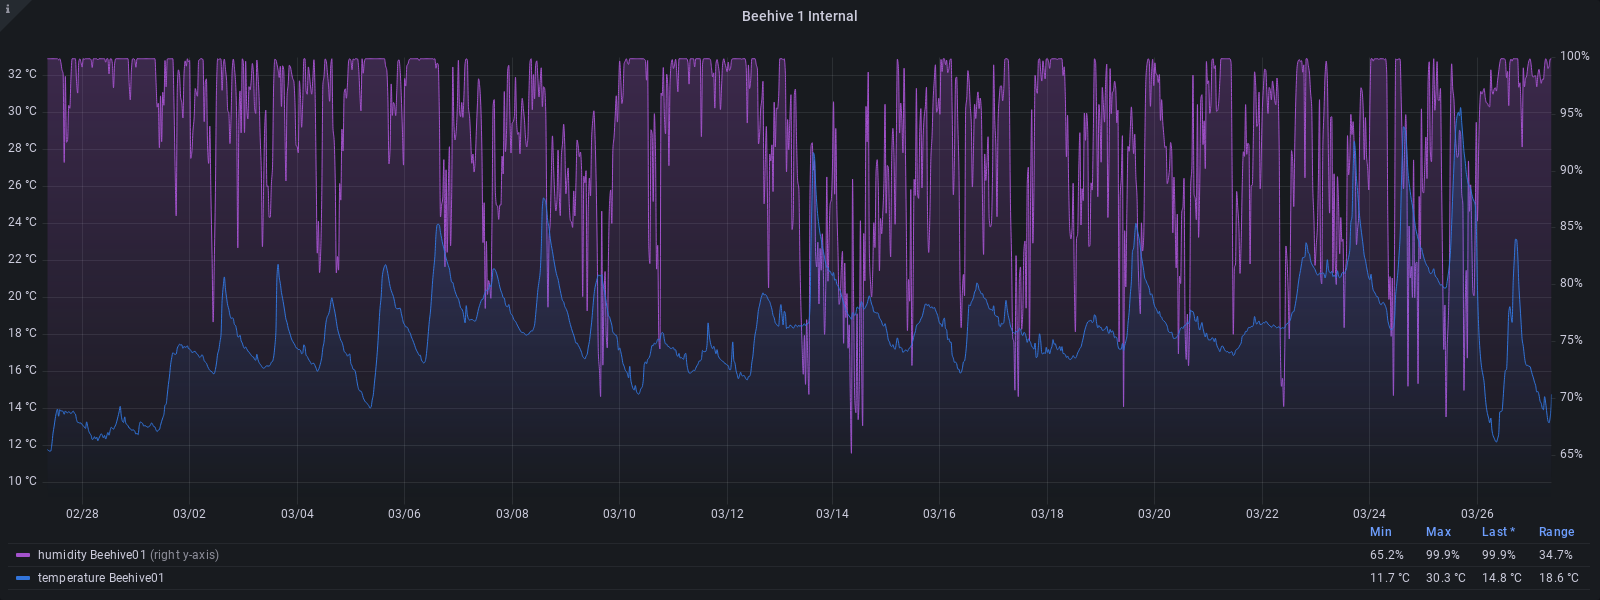 i
Beehive 1 Internal
32 °C
30 °C
28 °C
26 °C
24 °C
22 °C
20 °C
18 °C
16 °C
14 °C
12 °C
10 °C
100%
95%
90%
85%
80%
75%
70%
65%
02/28 03/02 03/04 03/06 03/08 03/10 03/12 03/14 03/16 03/18 03/20 03/22 03/24 03/26
Min Max Last * Range
humidity Beehive01 (right y-axis) 65.2% 99.9% 99.9% 34.7%
temperature Beehive01 11.7 °C 30.3 °C 14.8 °C 18.6 °C